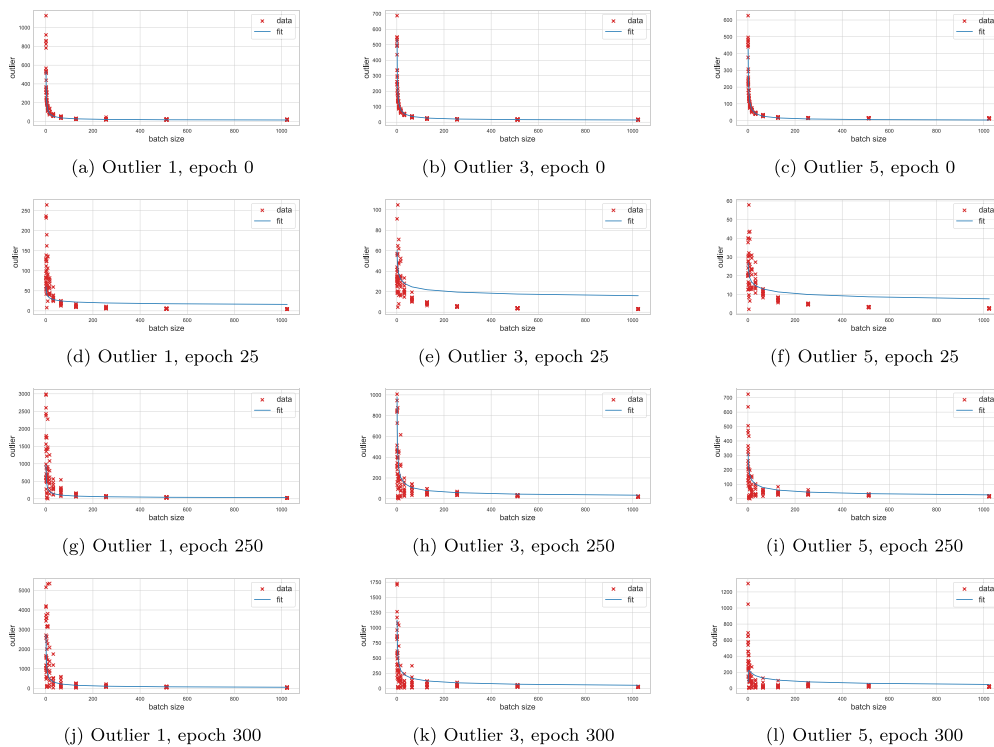 1000
800
600
400
200
0
outlier
0 200 400 600 800 1000
batch size
data
fit
(a) Outlier 1, epoch 0
700
600
500
400
300
200
100
0
outlier
0 200 400 600 800 1000
batch size
data
fit
(b) Outlier 3, epoch 0
600
500
400
300
200
100
0
outlier
0 200 400 600 800 1000
batch size
data
fit
(c) Outlier 5, epoch 0
250
200
150
100
50
0
outlier
0 200 400 600 800 1000
batch size
data
fit
(d) Outlier 1, epoch 25
100
80
60
40
20
0
outlier
0 200 400 600 800 1000
batch size
data
fit
(e) Outlier 3, epoch 25
60
50
40
30
20
10
0
outlier
0 200 400 600 800 1000
batch size
data
fit
(f) Outlier 5, epoch 25
3000
2500
2000
1500
1000
500
0
outlier
0 200 400 600 800 1000
batch size
data
fit
(g) Outlier 1, epoch 250
1000
800
600
400
200
0
outlier
0 200 400 600 800 1000
batch size
data
fit
(h) Outlier 3, epoch 250
700
600
500
400
300
200
100
0
outlier
0 200 400 600 800 1000
batch size
data
fit
(i) Outlier 5, epoch 250
5000
4000
3000
2000
1000
0
outlier
0 200 400 600 800 1000
batch size
data
fit
(j) Outlier 1, epoch 300
1750
1500
1250
1000
750
500
250
0
outlier
0 200 400 600 800 1000
batch size
data
fit
(k) Outlier 3, epoch 300
1200
1000
800
600
400
200
0
outlier
0 200 400 600 800 1000
batch size
data
fit
(l) Outlier 5, epoch 300